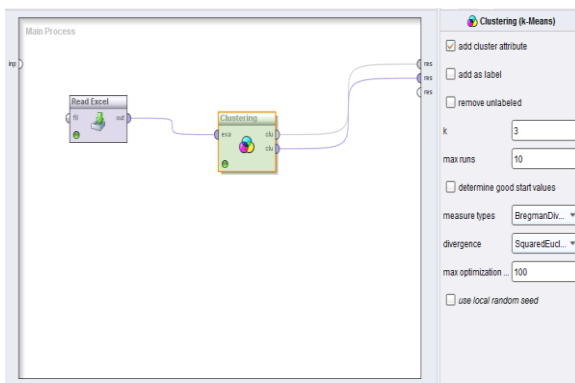 Main Process
inp
Read Excel
fil
out
Clustering
exa
clu
clu
res
res
res
Clustering (k-Means)
add cluster attribute
add as label
remove unlabeled
k
3
max runs
10
determine good start values
measure types
BregmanDiv...
divergence
SquaredEucl...
max optimization ...
100
use local random seed